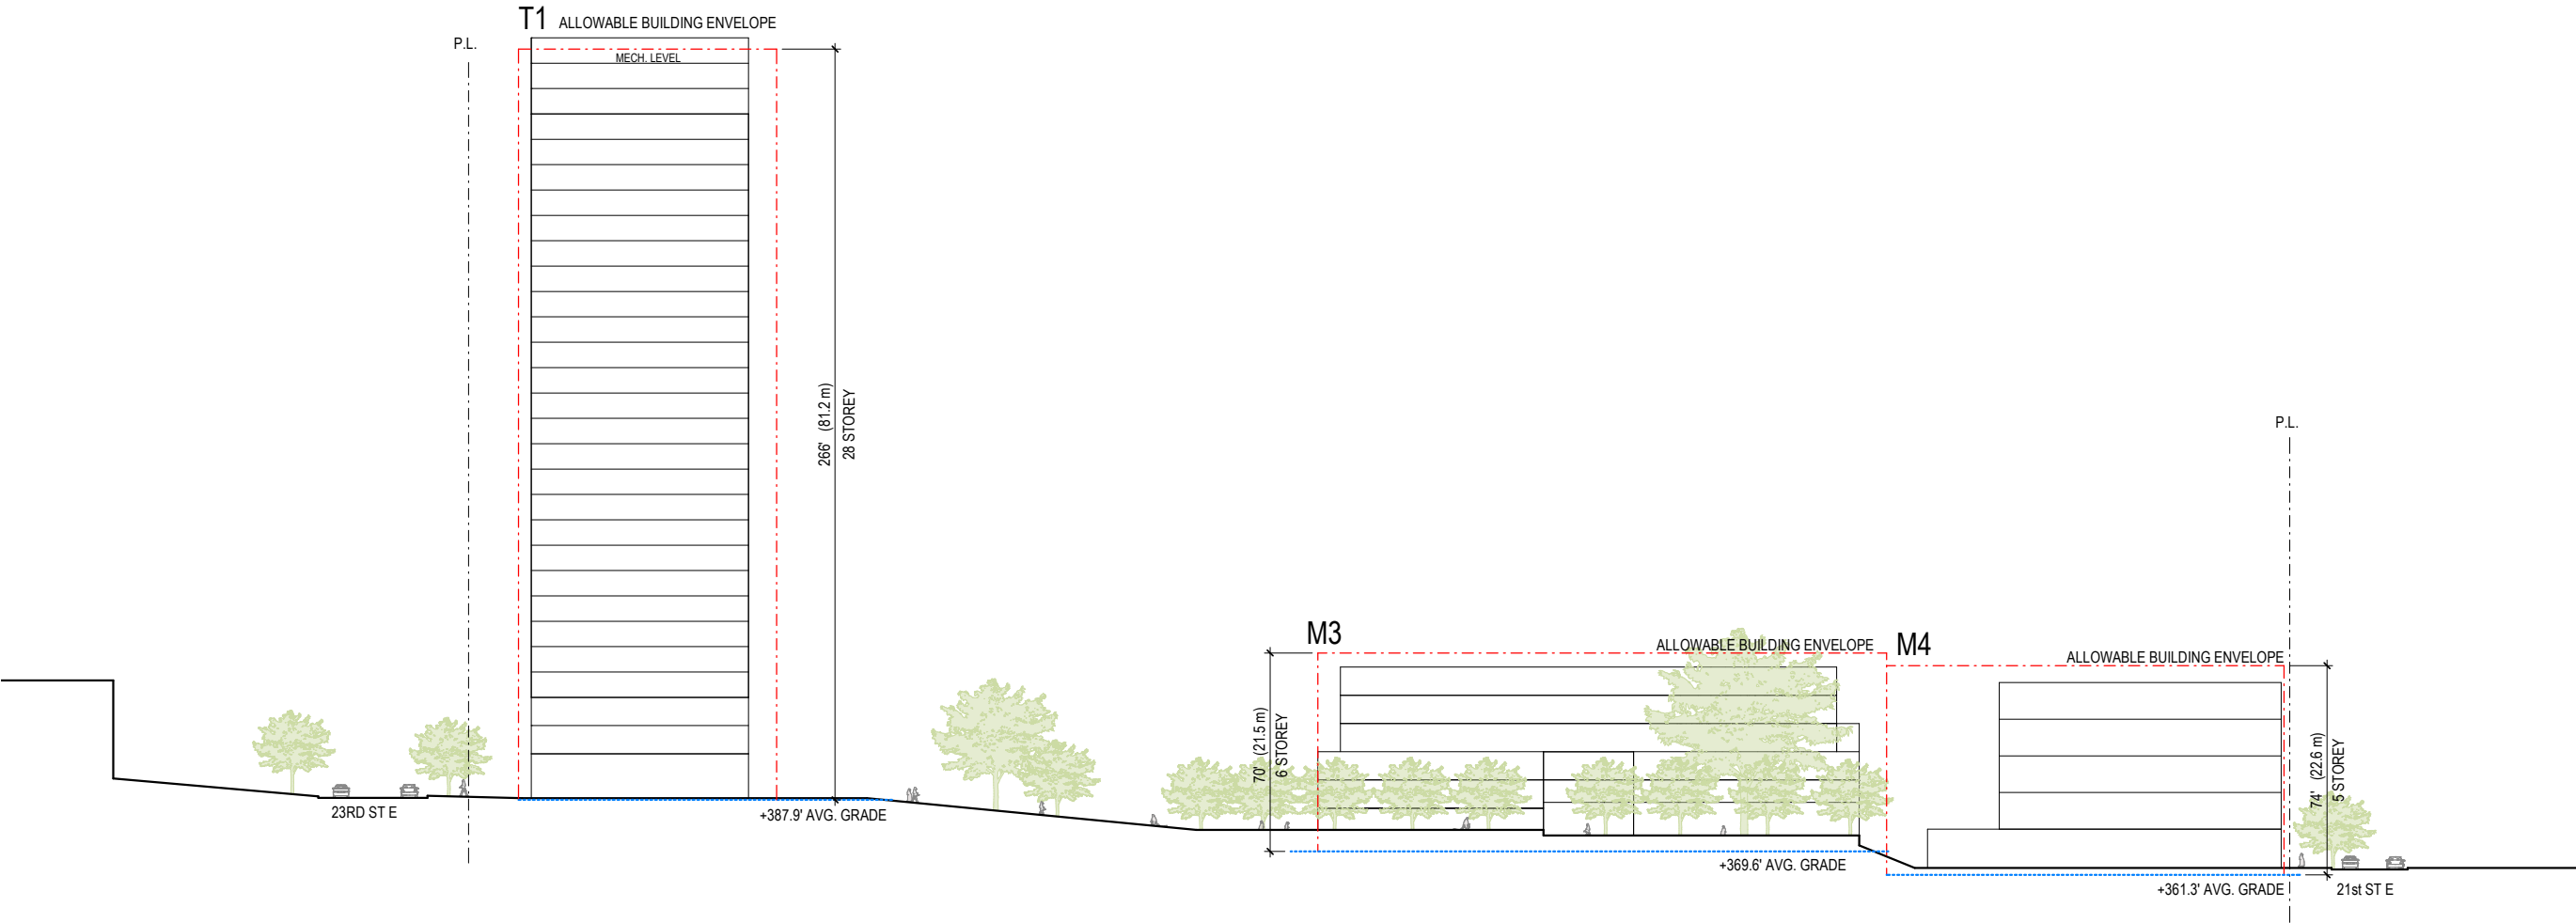 T1 ALLOWABLE BUILDING ENVELOPE
P.L.
MECH. LEVEL
266' (81.2 m)
28 STOREY
23RD ST E
+387.9' AVG. GRADE
M3
ALLOWABLE BUILDING ENVELOPE
70' (21.5 m)
6 STOREY
+369.6' AVG. GRADE
M4
ALLOWABLE BUILDING ENVELOPE
P.L.
74' (22.6 m)
5 STOREY
+361.3' AVG. GRADE
21st ST E